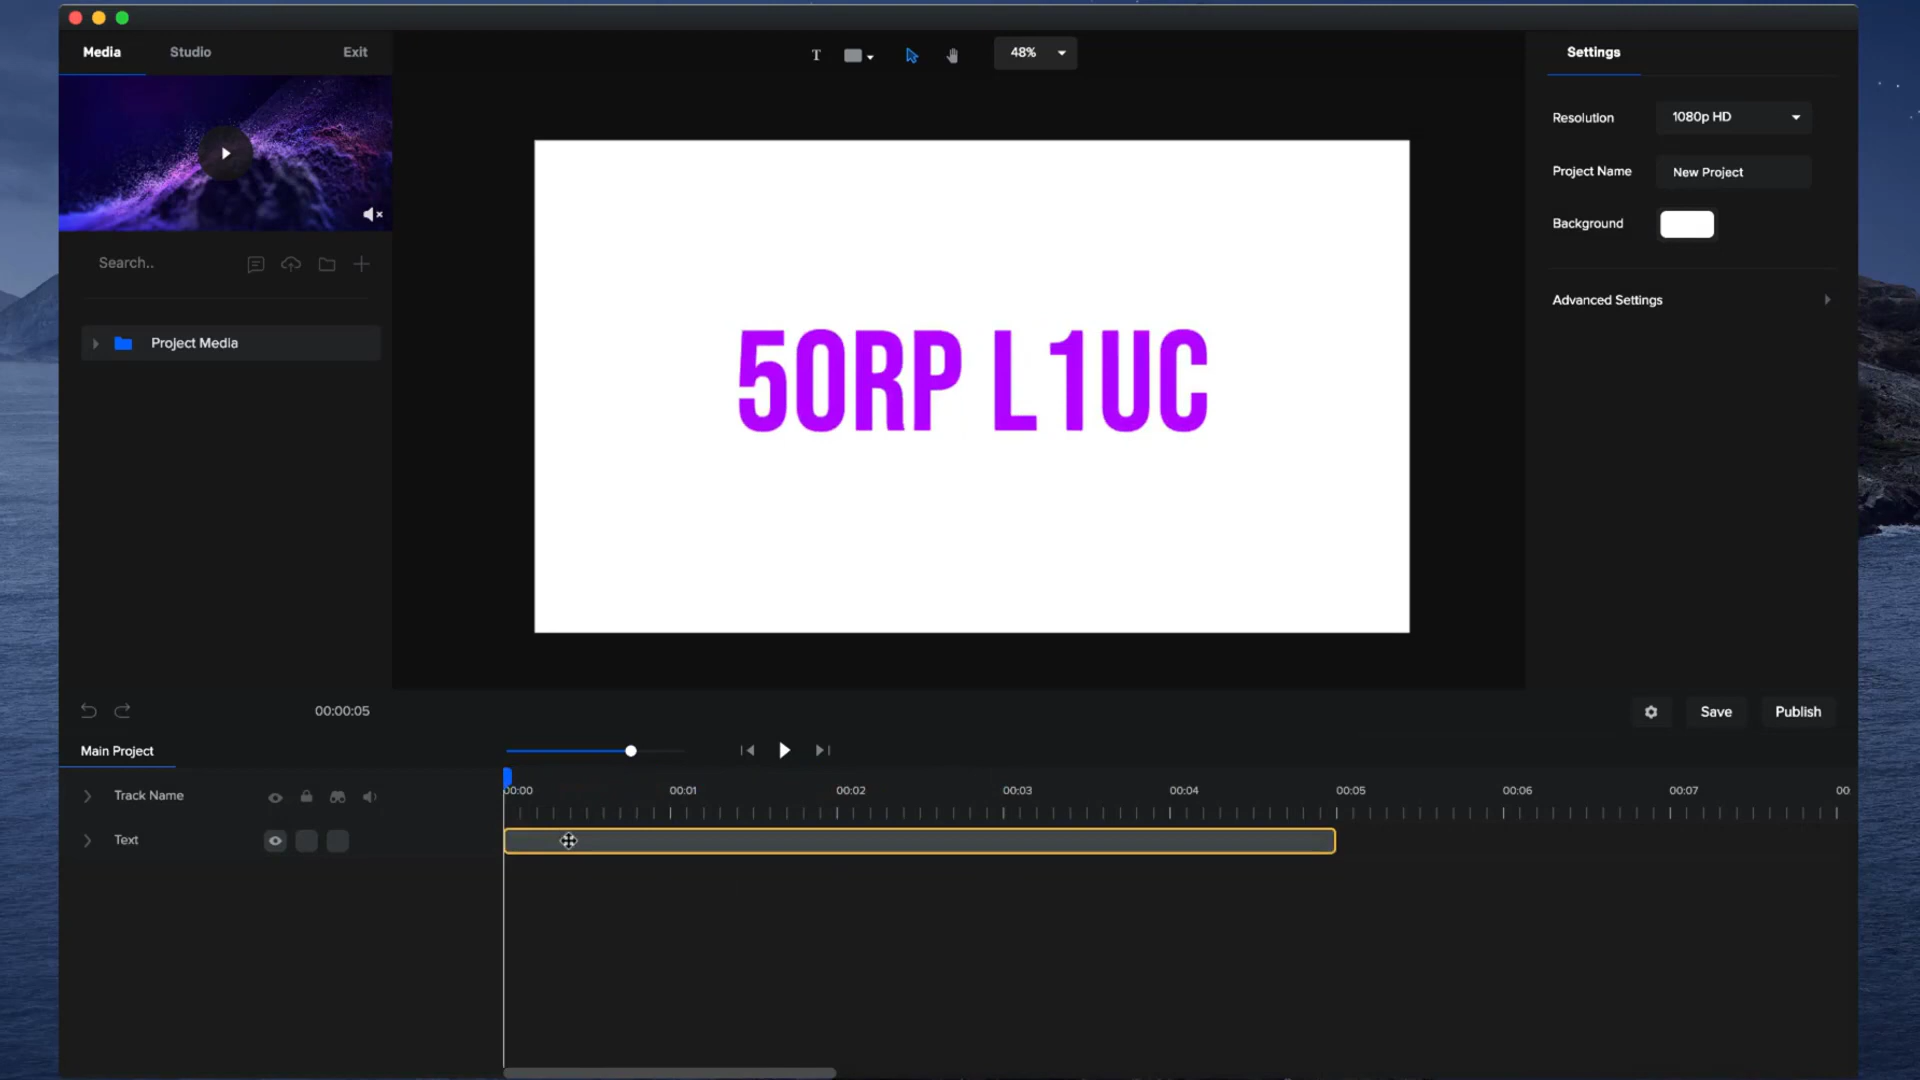 Media Studio Exit
T 48%
Settings
Resolution 1080p HD
Project Name New Project
Background
Advanced Settings
Search..
Project Media
50RP L1UC
00:00:05
Save Publish
Main Project
Track Name
00:00 00:01 00:02 00:03 00:04 00:05 00:06 00:07 00
Text